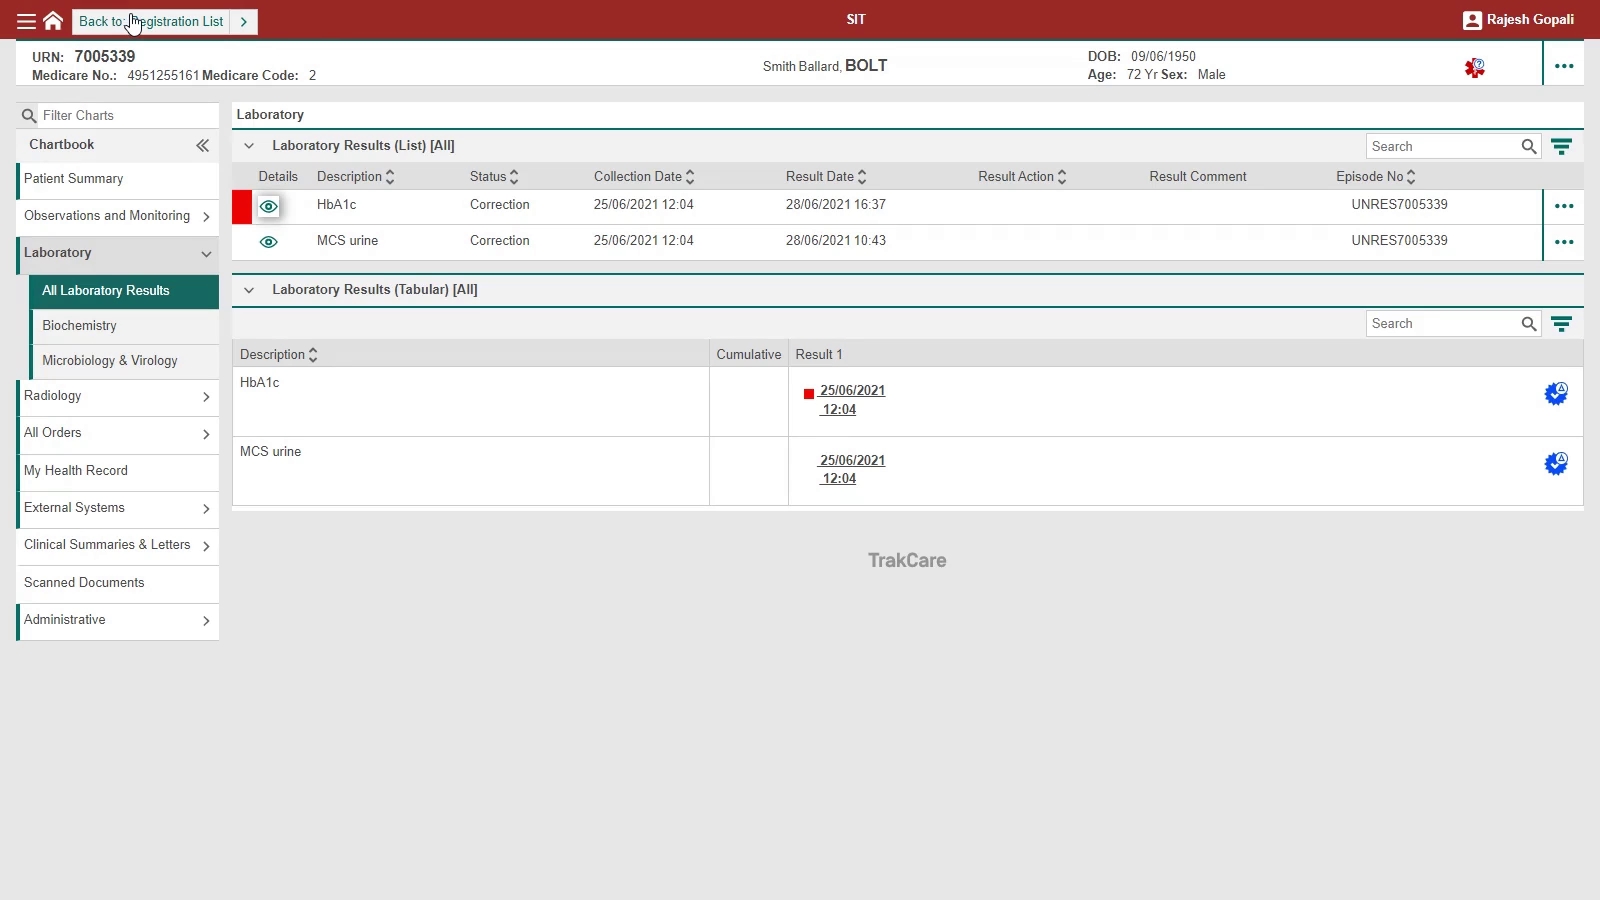 Back to: Registration List
SIT
Rajesh Gopali
URN: 7005339
Medicare No.: 4951255161 Medicare Code: 2
Smith Ballard, BOLT
DOB: 09/06/1950
Age: 72 Yr Sex: Male
Filter Charts
Chartbook
Patient Summary
Observations and Monitoring
Laboratory
All Laboratory Results
Biochemistry
Microbiology & Virology
Radiology
All Orders
My Health Record
External Systems
Clinical Summaries & Letters
Scanned Documents
Administrative
Laboratory
Laboratory Results (List) [All]
Search
Details Description Status Collection Date Result Date Result Action Result Comment Episode No
HbA1c Correction 25/06/2021 12:04 28/06/2021 16:37 UNRES7005339
MCS urine Correction 25/06/2021 12:04 28/06/2021 10:43 UNRES7005339
Laboratory Results (Tabular) [All]
Search
Description Cumulative Result 1
HbA1c
25/06/2021
12:04
MCS urine
25/06/2021
12:04
TrakCare